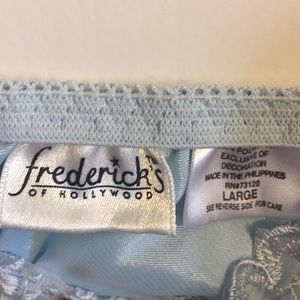 frederick's
OF HOLLYWOOD
EXCLUSIVE OF
DECORATION
MADE IN THE PHILIPPINES
RN#73120
LARGE
SEE REVERSE SIDE FOR CARE